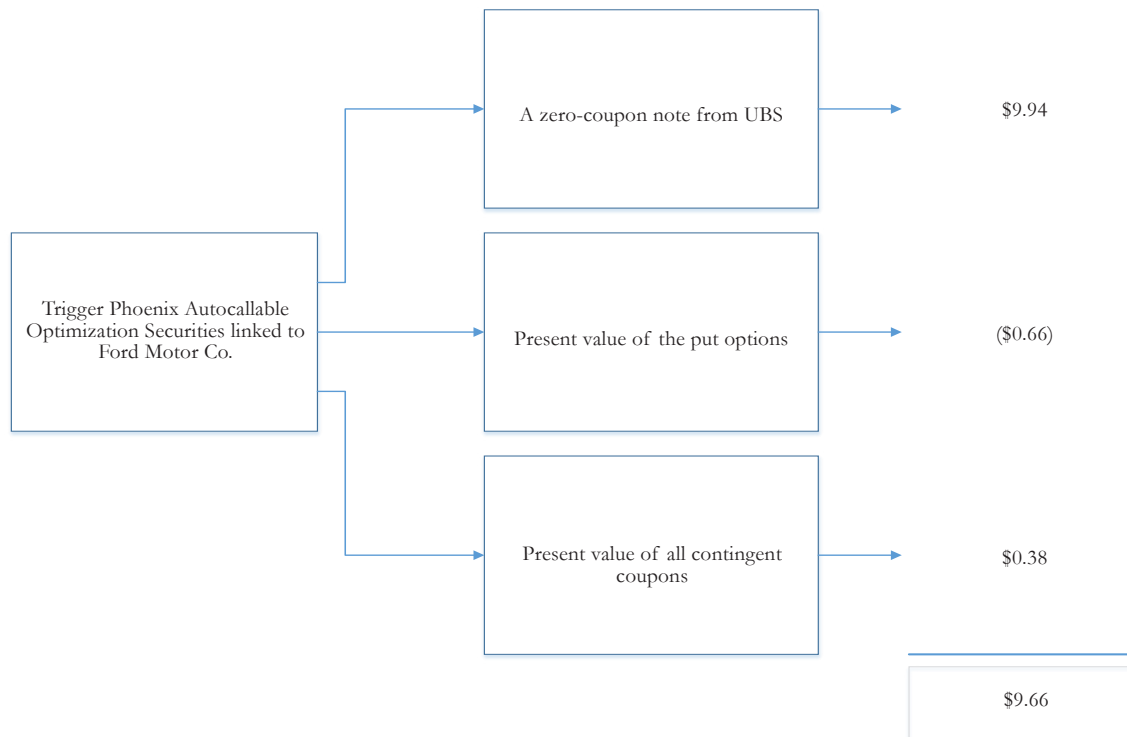 A zero-coupon note from UBS
$9.94
Trigger Phoenix Autocallable
Optimization Securities linked to
Ford Motor Co.
Present value of the put options
($0.66)
Present value of all contingent
coupons
$0.38
$9.66